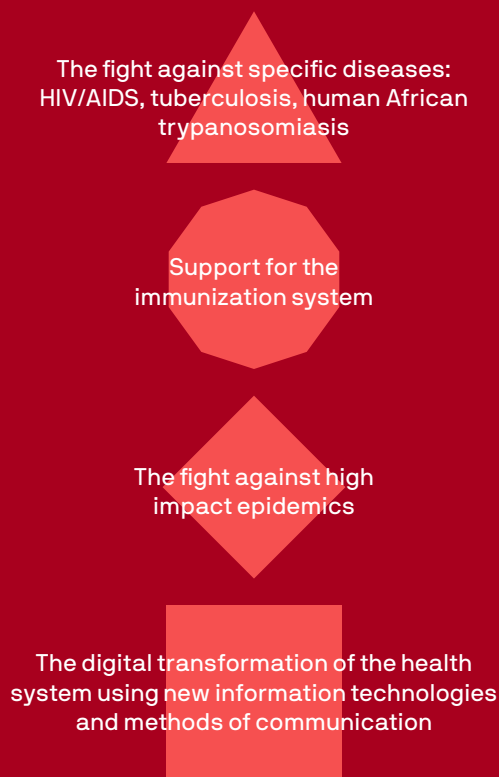 The fight against specific diseases:
HIV/AIDS, tuberculosis, human African
trypanosomiasis
Support for the
immunization system
The fight against high
impact epidemics
The digital transformation of the health
system using new information technologies
and methods of communication